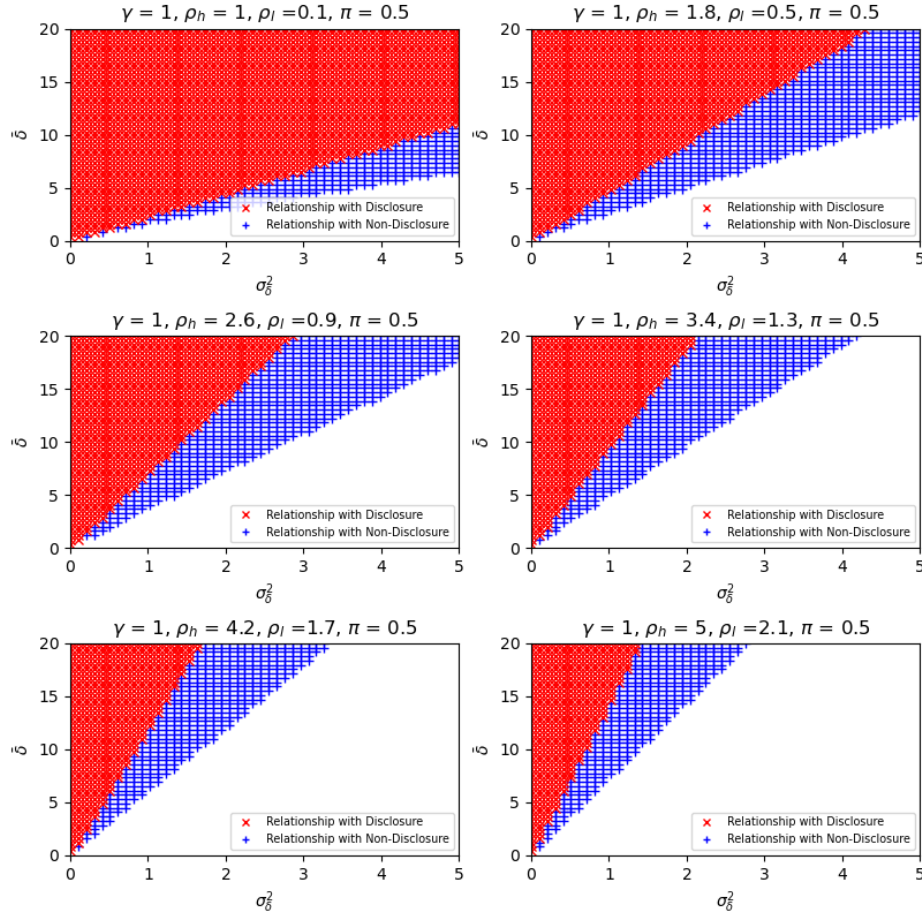 γ = 1, ρ_h = 1, ρ_l =0.1, π = 0.5
20
15
10
5
0
δ̄
0 1 2 3 4 5
σ_δ̄^2
× Relationship with Disclosure
+ Relationship with Non-Disclosure
γ = 1, ρ_h = 1.8, ρ_l =0.5, π = 0.5
20
15
10
5
0
δ̄
0 1 2 3 4 5
σ_δ̄^2
× Relationship with Disclosure
+ Relationship with Non-Disclosure
γ = 1, ρ_h = 2.6, ρ_l =0.9, π = 0.5
20
15
10
5
0
δ̄
0 1 2 3 4 5
σ_δ̄^2
× Relationship with Disclosure
+ Relationship with Non-Disclosure
γ = 1, ρ_h = 3.4, ρ_l =1.3, π = 0.5
20
15
10
5
0
δ̄
0 1 2 3 4 5
σ_δ̄^2
× Relationship with Disclosure
+ Relationship with Non-Disclosure
γ = 1, ρ_h = 4.2, ρ_l =1.7, π = 0.5
20
15
10
5
0
δ̄
0 1 2 3 4 5
σ_δ̄^2
× Relationship with Disclosure
+ Relationship with Non-Disclosure
γ = 1, ρ_h = 5, ρ_l =2.1, π = 0.5
20
15
10
5
0
δ̄
0 1 2 3 4 5
σ_δ̄^2
× Relationship with Disclosure
+ Relationship with Non-Disclosure